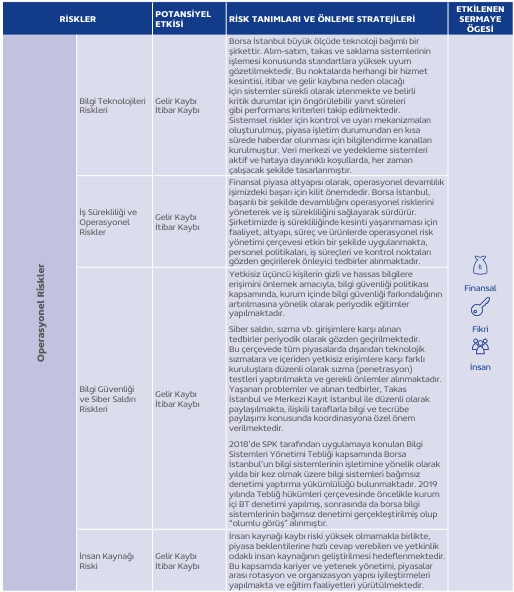 RİSKLER
POTANSİYEL
ETKİSİ
RİSK TANIMLARI VE ÖNLEME STRATEJİLERİ
ETKİLENEN
SERMAYE
ÖGESİ
Operasyonel Riskler
Bilgi Teknolojileri
Riskleri
Gelir Kaybı
İtibar Kaybı
Borsa İstanbul büyük ölçüde teknoloji bağımlı bir
şirkettir. Alım-satım, takas ve saklama sistemlerinin
işlemesi konusunda standartlara yüksek uyum
gözetilmektedir. Bu noktalarda herhangi bir hizmet
kesintisi, itibar ve gelir kaybına neden olacağı
için sistemler sürekli olarak izlenmekte ve belirli
kritik durumlar için öngörülebilir yanıt süreleri
gibi performans kriterleri takip edilmektedir.
Sistemsel riskler için kontrol ve uyarı mekanizmaları
oluşturulmuş, piyasa işletim durumundan en kısa
sürede haberdar olunması için bilgilendirme kanalları
kurulmuştur. Veri merkezi ve yedekleme sistemleri
aktif ve hataya dayanıklı koşullarda, her zaman
çalışacak şekilde tasarlanmıştır.
İş Sürekliliği ve
Operasyonel
Riskler
Gelir Kaybı
İtibar Kaybı
Finansal piyasa altyapısı olarak, operasyonel devamlılık
işimizdeki başarı için kilit önemdedir. Borsa İstanbul,
başarılı bir şekilde devamlılığını operasyonel risklerini
yöneterek ve iş sürekliliğini sağlayarak sürdürür.
Şirketimizde iş sürekliliğinde kesinti yaşanmaması için
faaliyet, altyapı, süreç ve ürünlerde operasyonel risk
yönetimi çerçevesi etkin bir şekilde uygulanmakta,
personel politikaları, iş süreçleri ve kontrol noktaları
gözden geçirilerek önleyici tedbirler alınmaktadır.
Bilgi Güvenliği
ve Siber Saldırı
Riskleri
Gelir Kaybı
İtibar Kaybı
Yetkisiz üçüncü kişilerin gizli ve hassas bilgilere
erişimini önlemek amacıyla, bilgi güvenliği politikası
kapsamında, kurum içinde bilgi güvenliği farkındalığının
artırılmasına yönelik olarak periyodik eğitimler
yapılmaktadır.
Siber saldırı, sızma vb. girişimlere karşı alınan
tedbirler periyodik olarak gözden geçirilmektedir.
Bu çerçevede tüm piyasalarda dışarıdan teknolojik
sızmalara ve içeriden yetkisiz erişimlere karşı farklı
kuruluşlara düzenli olarak sızma (penetrasyon)
testleri yaptırılmakta ve gerekli önlemler alınmaktadır.
Yaşanan problemler ve alınan tedbirler, Takas
İstanbul ve Merkezi Kayıt İstanbul ile düzenli olarak
paylaşılmakta, ilişkili taraflarla bilgi ve tecrübe
paylaşımı konusunda koordinasyona özel önem
verilmektedir.
2018'de SPK tarafından uygulamaya konulan Bilgi
Sistemleri Yönetimi Tebliği kapsamında Borsa
İstanbul'un bilgi sistemlerinin işletimine yönelik olarak
yılda bir kez olmak üzere bilgi sistemleri bağımsız
denetimi yaptırma yükümlülüğü bulunmaktadır. 2019
yılında Tebliğ hükümleri çerçevesinde öncelikle kurum
içi BT denetimi yapılmış, sonrasında da borsa bilgi
sistemlerinin bağımsız denetimi gerçekleştirilmiş olup
"olumlu görüş" alınmıştır.
İnsan Kaynağı
Riski
Gelir Kaybı
İtibar Kaybı
İnsan kaynağı kaybı riski yüksek olmamakla birlikte,
piyasa beklentilerine hızlı cevap verebilen ve yetkinlik
odaklı insan kaynağının geliştirilmesi hedeflenmektedir.
Bu kapsamda kariyer ve yetenek yönetimi, piyasalar
arası rotasyon ve organizasyon yapısı iyileştirmeleri
yapılmakta ve eğitim faaliyetleri yürütülmektedir.
Finansal
Fikri
İnsan